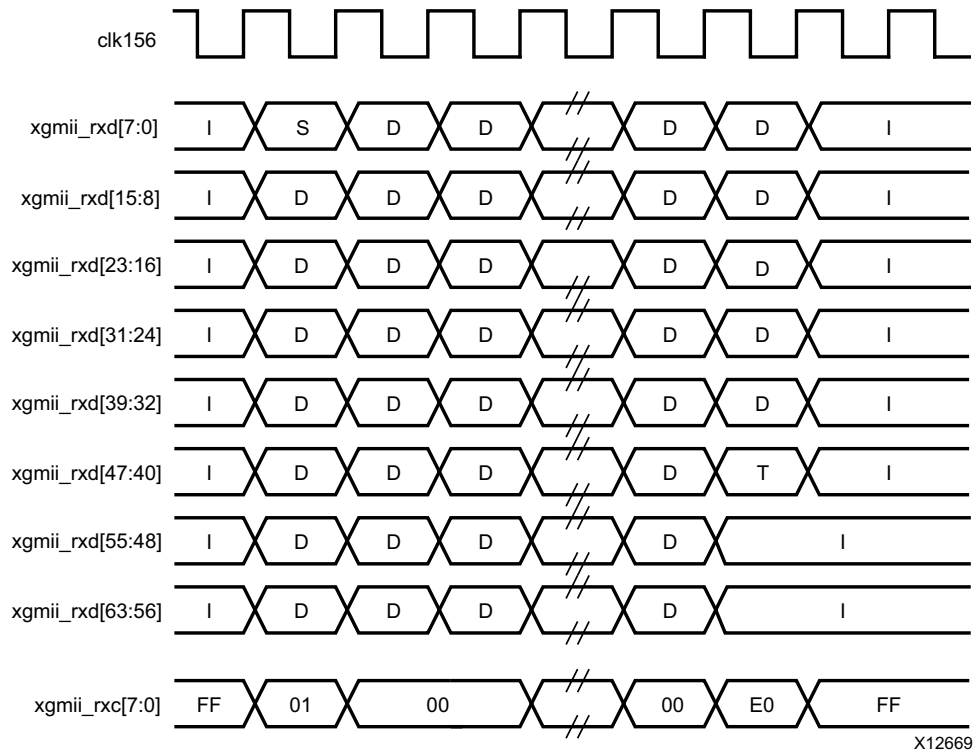 clk156
xgmii_rxd[7:0] I S D D D D I
xgmii_rxd[15:8] I D D D D D I
xgmii_rxd[23:16] I D D D D D I
xgmii_rxd[31:24] I D D D D D I
xgmii_rxd[39:32] I D D D D D I
xgmii_rxd[47:40] I D D D D T I
xgmii_rxd[55:48] I D D D D I
xgmii_rxd[63:56] I D D D D I
xgmii_rxc[7:0] FF 01 00 00 E0 FF
X12669